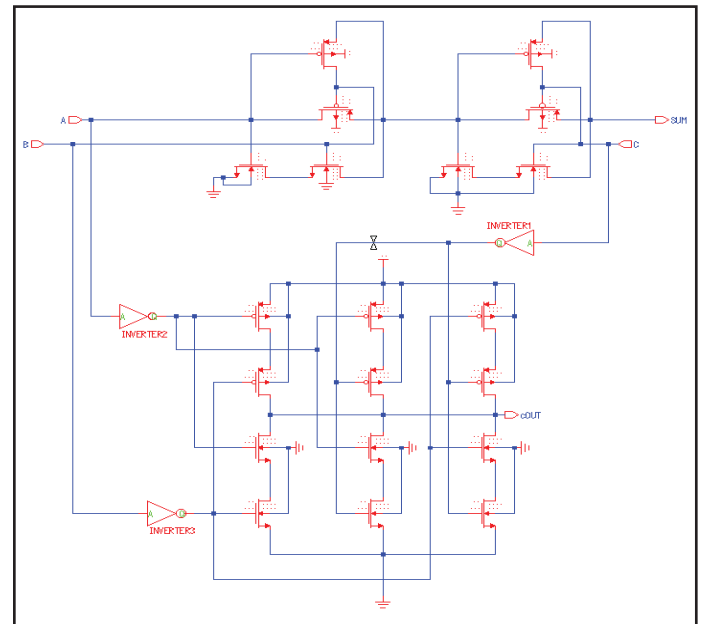 A
SUM
B
C
INVERTER1
Q A
A Q
INVERTER2
cOUT
A Q
INVERTER3